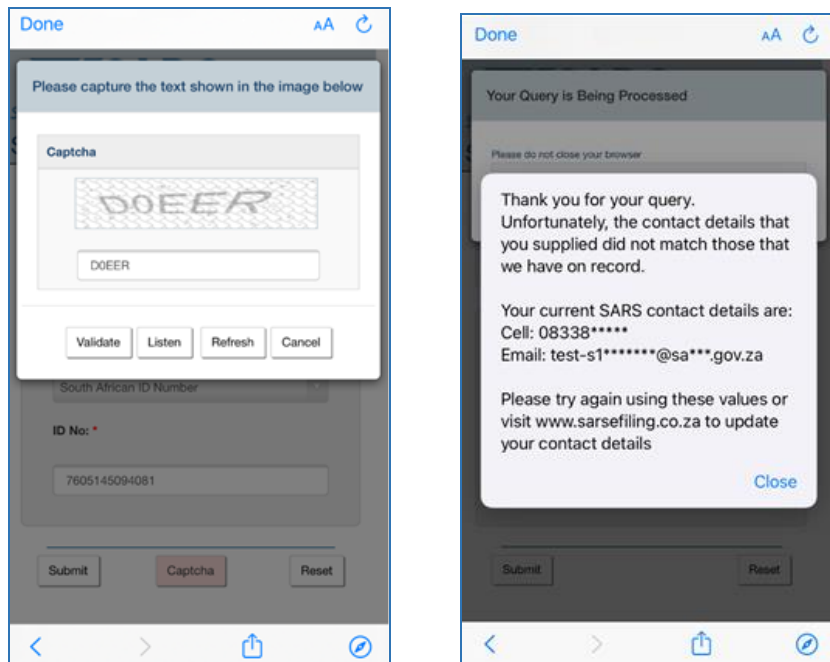 Done
AA
Please capture the text shown in the image below
Captcha
D0EER
D0EER
Validate
Listen
Refresh
Cancel
South African ID Number
ID No: *
7605145094081
Submit
Captcha
Reset
Done
AA
Your Query is Being Processed
Please do not close your browser
Thank you for your query.
Unfortunately, the contact details that
you supplied did not match those that
we have on record.
Your current SARS contact details are:
Cell: 08338*****
Email: test-s1*******@sa***.gov.za
Please try again using these values or
visit www.sarsefiling.co.za to update
your contact details
Close
Submit
Reset